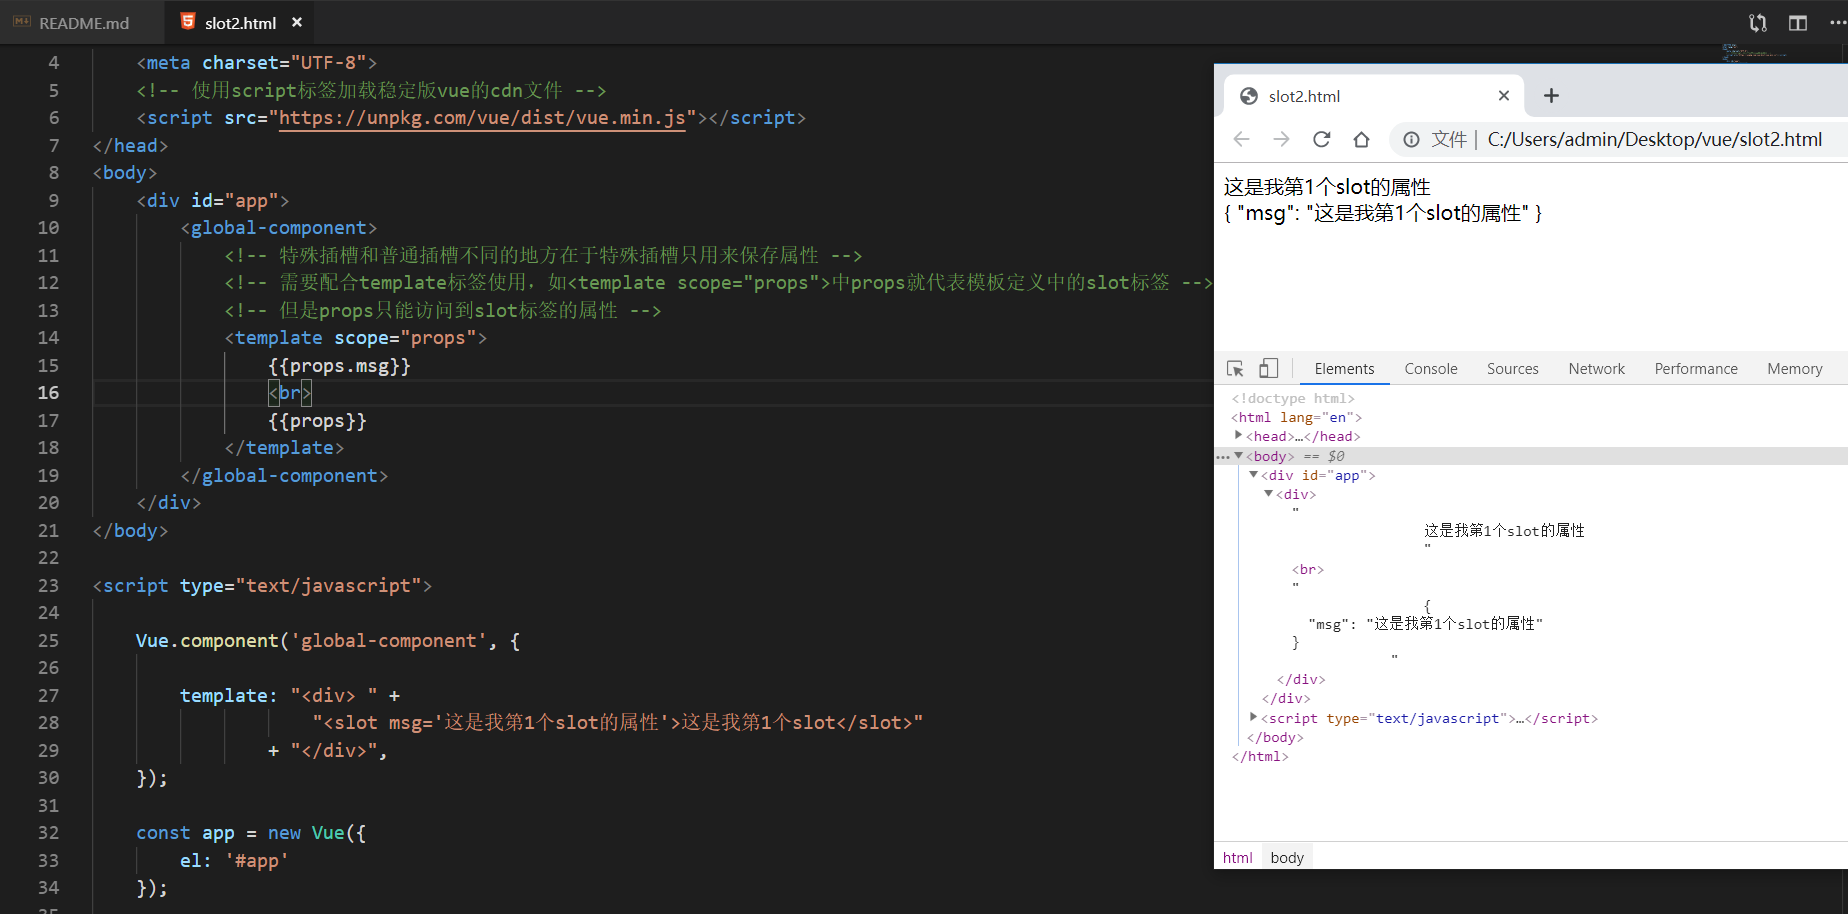 README.md
slot2.html
4 <meta charset="UTF-8">
5 <!-- 使用script标签加载稳定版vue的cdn文件 -->
6 <script src="https://unpkg.com/vue/dist/vue.min.js"></script>
7 </head>
8 <body>
9 <div id="app">
10 <global-component>
11 <!-- 特殊插槽和普通插槽不同的地方在于特殊插槽只用来保存属性 -->
12 <!-- 需要配合template标签使用，如<template scope="props">中props就代表模板定义中的slot标签 -->
13 <!-- 但是props只能访问到slot标签的属性 -->
14 <template scope="props">
15 {{props.msg}}
16 <br>
17 {{props}}
18 </template>
19 </global-component>
20 </div>
21 </body>
22
23 <script type="text/javascript">
24
25 Vue.component('global-component', {
26
27 template: "<div> " +
28 "<slot msg='这是我第1个slot的属性'>这是我第1个slot</slot>"
29 + "</div>",
30 });
31
32 const app = new Vue({
33 el: '#app'
34 });
slot2.html
文件 | C:/Users/admin/Desktop/vue/slot2.html
这是我第1个slot的属性
{ "msg": "这是我第1个slot的属性" }
Elements Console Sources Network Performance Memory
<!doctype html>
<html lang="en">
<head>…</head>
<body> == $0
<div id="app">
<div>
"
这是我第1个slot的属性
"
<br>
"
{
"msg": "这是我第1个slot的属性"
}
"
</div>
</div>
<script type="text/javascript">…</script>
</body>
</html>
html body